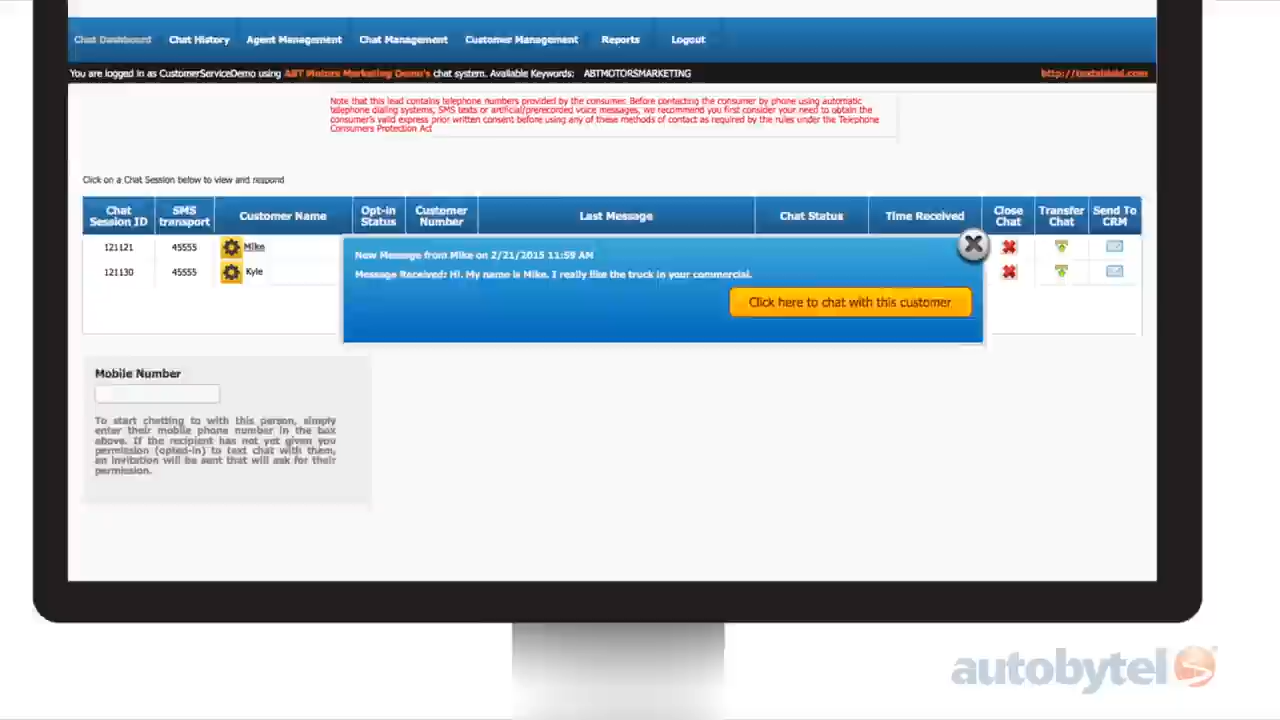 Chat Dashboard Chat History Agent Management Chat Management Customer Management Reports Logout
You are logged in as CustomerServiceDemo using ABT Motors Marketing Demo's chat system. Available Keywords: ABTMOTORSMARKETING
Note that this lead contains telephone numbers provided by the consumer. Before contacting the consumer by phone using automatic
telephone dialing systems, SMS texts or artificial/prerecorded voice messages, we recommend you first consider your need to obtain the
consumer's valid express prior written consent before using any of these methods of contact as required by the rules under the Telephone
Consumers Protection Act
Click on a Chat Session below to view and respond
Chat Session ID SMS transport Customer Name Opt-in Status Customer Number Last Message Chat Status Time Received Close Chat Transfer Chat Send To CRM
121121 45555 Mike
121130 45555 Kyle
New Message from Mike on 2/21/2015 11:59 AM
Message Received: Hi. My name is Mike. I really like the truck in your commercial.
Click here to chat with this customer
Mobile Number
To start chatting to with this person, simply
enter their mobile phone number in the box
above. If the recipient has not yet given you
permission (opted-in) to text chat with them,
an invitation will be sent that will ask for their
permission.
autobytel